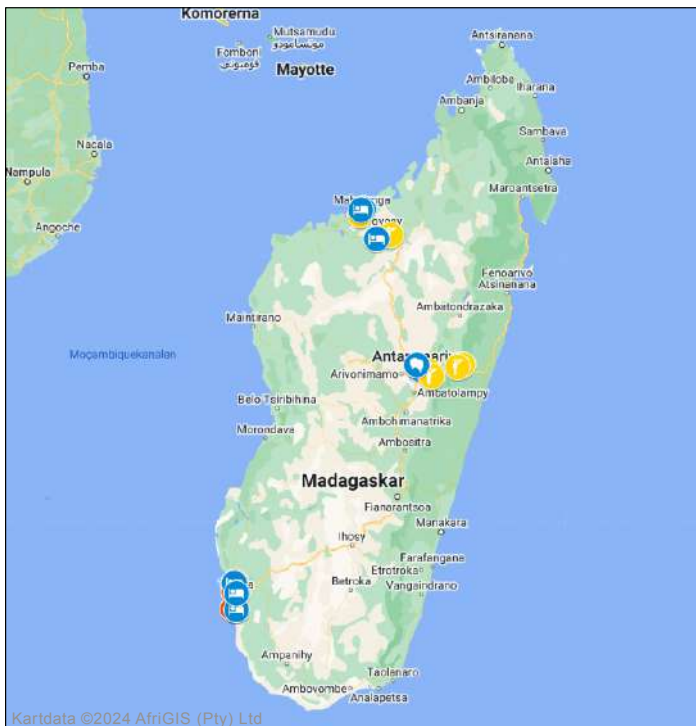 Komorerna
Mutsamudu
موتسامودو
Fomboni
Mayotte
Antsiranana
Pemba
Ambilobe
Iharana
Ambanja
Nacala
Sambava
Antalaha
Nampula
Maroantsetra
Angoche
Fenoarivo
Atsinanana
Ambatondrazaka
Maintirano
Moçambiquekanalen
Arivonimamo
Ambatolampy
Belo Tsiribihina
Ambohimanatrika
Morondava
Ambositra
Madagaskar
Fianarantsoa
Manakara
Ihosy
Farafangana
Etrotroka
Betroka
Vangaindrano
Ampanihy
Taolanaro
Ambovombe
Analapetsa
Kartdata ©2024 AfriGIS (Pty) Ltd